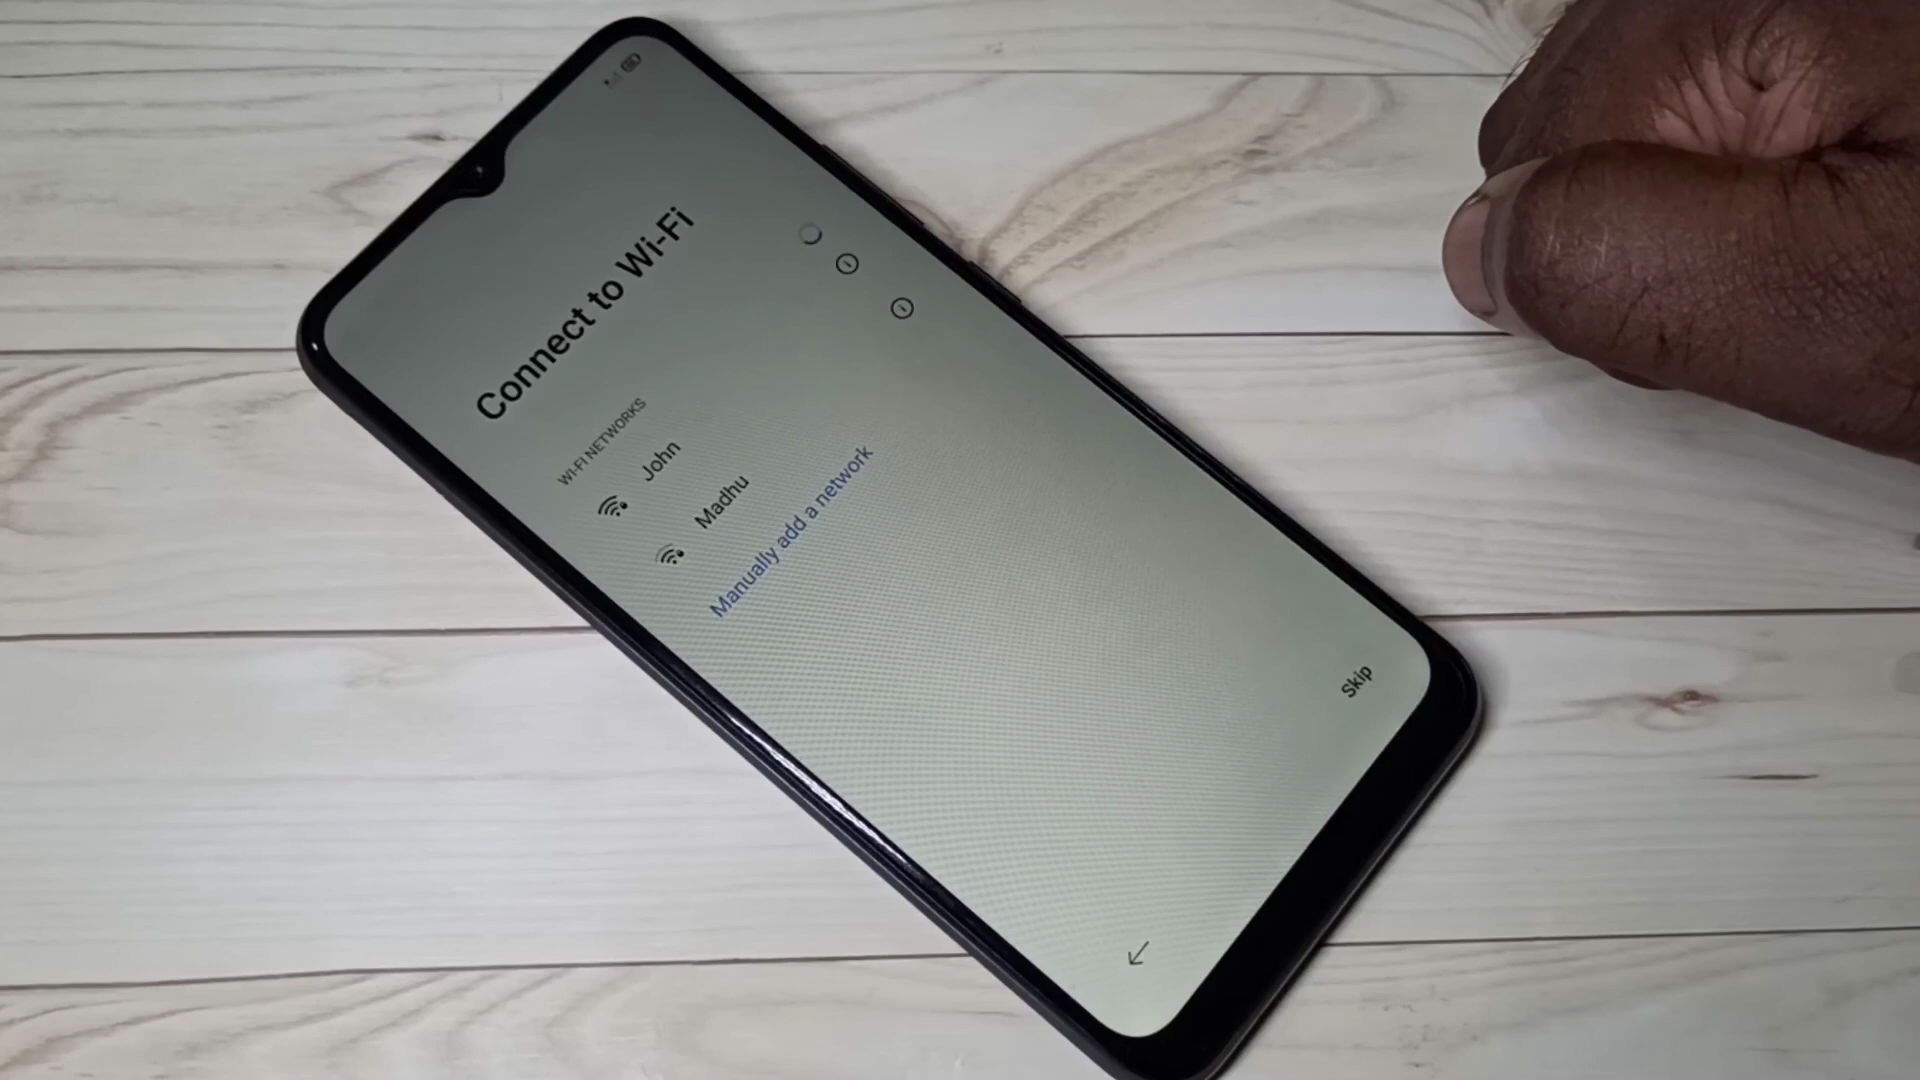 Connect to Wi-Fi
WI-FI NETWORKS
John
Madhu
Manually add a network
Skip